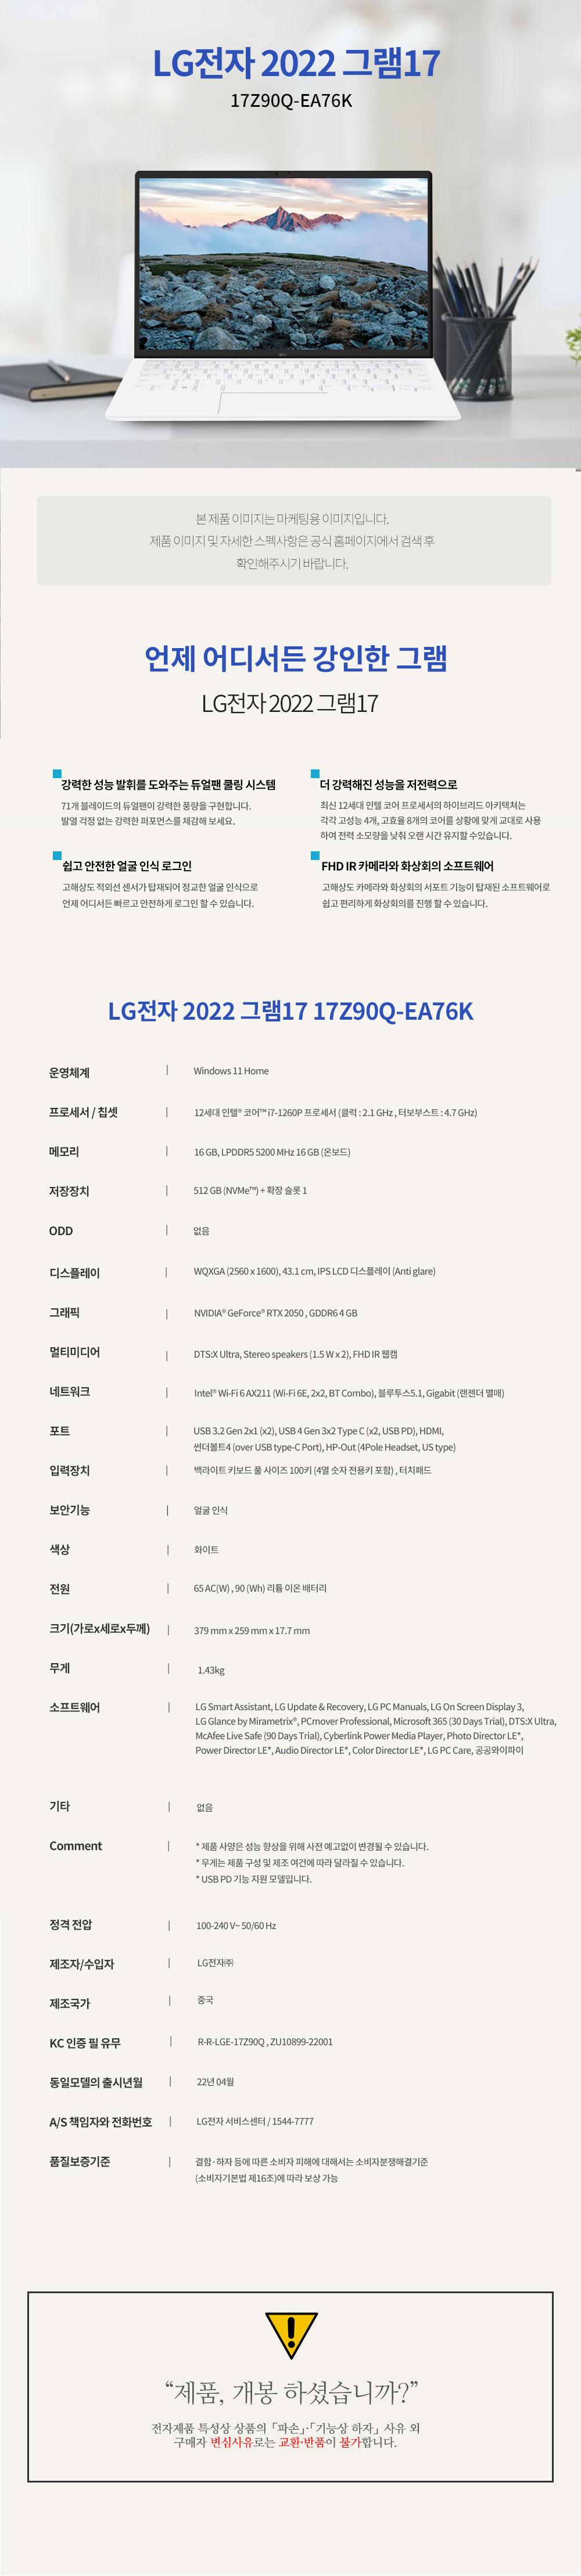 LG전자 2022 그램17
17Z90Q-EA76K
본 제품 이미지는 마케팅용 이미지입니다.
제품 이미지 및 자세한 스펙사항은 공식 홈페이지에서 검색 후
확인해주시기 바랍니다.
언제 어디서든 강인한 그램
LG전자 2022 그램17
강력한 성능 발휘를 도와주는 듀얼팬 쿨링 시스템
71개 블레이드의 듀얼팬이 강력한 풍량을 구현합니다.
발열 걱정 없는 강력한 퍼포먼스를 체감해 보세요.
더 강력해진 성능을 저전력으로
최신 12세대 인텔 코어 프로세서의 하이브리드 아키텍쳐는
각각 고성능 4개, 고효율 8개의 코어를 상황에 맞게 교대로 사용
하여 전력 소모량을 낮춰 오랜 시간 유지할 수있습니다.
쉽고 안전한 얼굴 인식 로그인
고해상도 적외선 센서가 탑재되어 정교한 얼굴 인식으로
언제 어디서든 빠르고 안전하게 로그인 할 수 있습니다.
FHD IR 카메라와 화상회의 소프트웨어
고해상도 카메라와 화상회의 서포트 기능이 탑재된 소프트웨어로
쉽고 편리하게 화상회의를 진행 할 수 있습니다.
LG전자 2022 그램17 17Z90Q-EA76K
운영체계 | Windows 11 Home
프로세서 / 칩셋 | 12세대 인텔® 코어™ i7-1260P 프로세서 (클럭 : 2.1 GHz , 터보부스트 : 4.7 GHz)
메모리 | 16 GB, LPDDR5 5200 MHz 16 GB (온보드)
저장장치 | 512 GB (NVMe™) + 확장 슬롯 1
ODD | 없음
디스플레이 | WQXGA (2560 x 1600), 43.1 cm, IPS LCD 디스플레이 (Anti glare)
그래픽 | NVIDIA® GeForce® RTX 2050 , GDDR6 4 GB
멀티미디어 | DTS:X Ultra, Stereo speakers (1.5 W x 2), FHD IR 웹캠
네트워크 | Intel® Wi-Fi 6 AX211 (Wi-Fi 6E, 2x2, BT Combo), 블루투스5.1, Gigabit (랜젠더 별매)
포트 | USB 3.2 Gen 2x1 (x2), USB 4 Gen 3x2 Type C (x2, USB PD), HDMI,
썬더볼트4 (over USB type-C Port), HP-Out (4Pole Headset, US type)
입력장치 | 백라이트 키보드 풀 사이즈 100키 (4열 숫자 전용키 포함) , 터치패드
보안기능 | 얼굴 인식
색상 | 화이트
전원 | 65 AC(W) , 90 (Wh) 리튬 이온 배터리
크기(가로x세로x두께) | 379 mm x 259 mm x 17.7 mm
무게 | 1.43kg
소프트웨어 | LG Smart Assistant, LG Update & Recovery, LG PC Manuals, LG On Screen Display 3,
LG Glance by Mirametrix®, PCmover Professional, Microsoft 365 (30 Days Trial), DTS:X Ultra,
McAfee Live Safe (90 Days Trial), Cyberlink Power Media Player, Photo Director LE*,
Power Director LE*, Audio Director LE*, Color Director LE*, LG PC Care, 공공와이파이
기타 | 없음
Comment | * 제품 사양은 성능 향상을 위해 사전 예고없이 변경될 수 있습니다.
* 무게는 제품 구성 및 제조 여건에 따라 달라질 수 있습니다.
* USB PD 기능 지원 모델입니다.
정격 전압 | 100-240 V~ 50/60 Hz
제조자/수입자 | LG전자㈜
제조국가 | 중국
KC 인증 필 유무 | R-R-LGE-17Z90Q , ZU10899-22001
동일모델의 출시년월 | 22년 04월
A/S 책임자와 전화번호 | LG전자 서비스센터 / 1544-7777
품질보증기준 | 결함·하자 등에 따른 소비자 피해에 대해서는 소비자분쟁해결기준
(소비자기본법 제16조)에 따라 보상 가능
“제품, 개봉 하셨습니까?”
전자제품 특성상 상품의 「파손」·「기능상 하자」 사유 외
구매자 변심사유로는 교환·반품이 불가합니다.